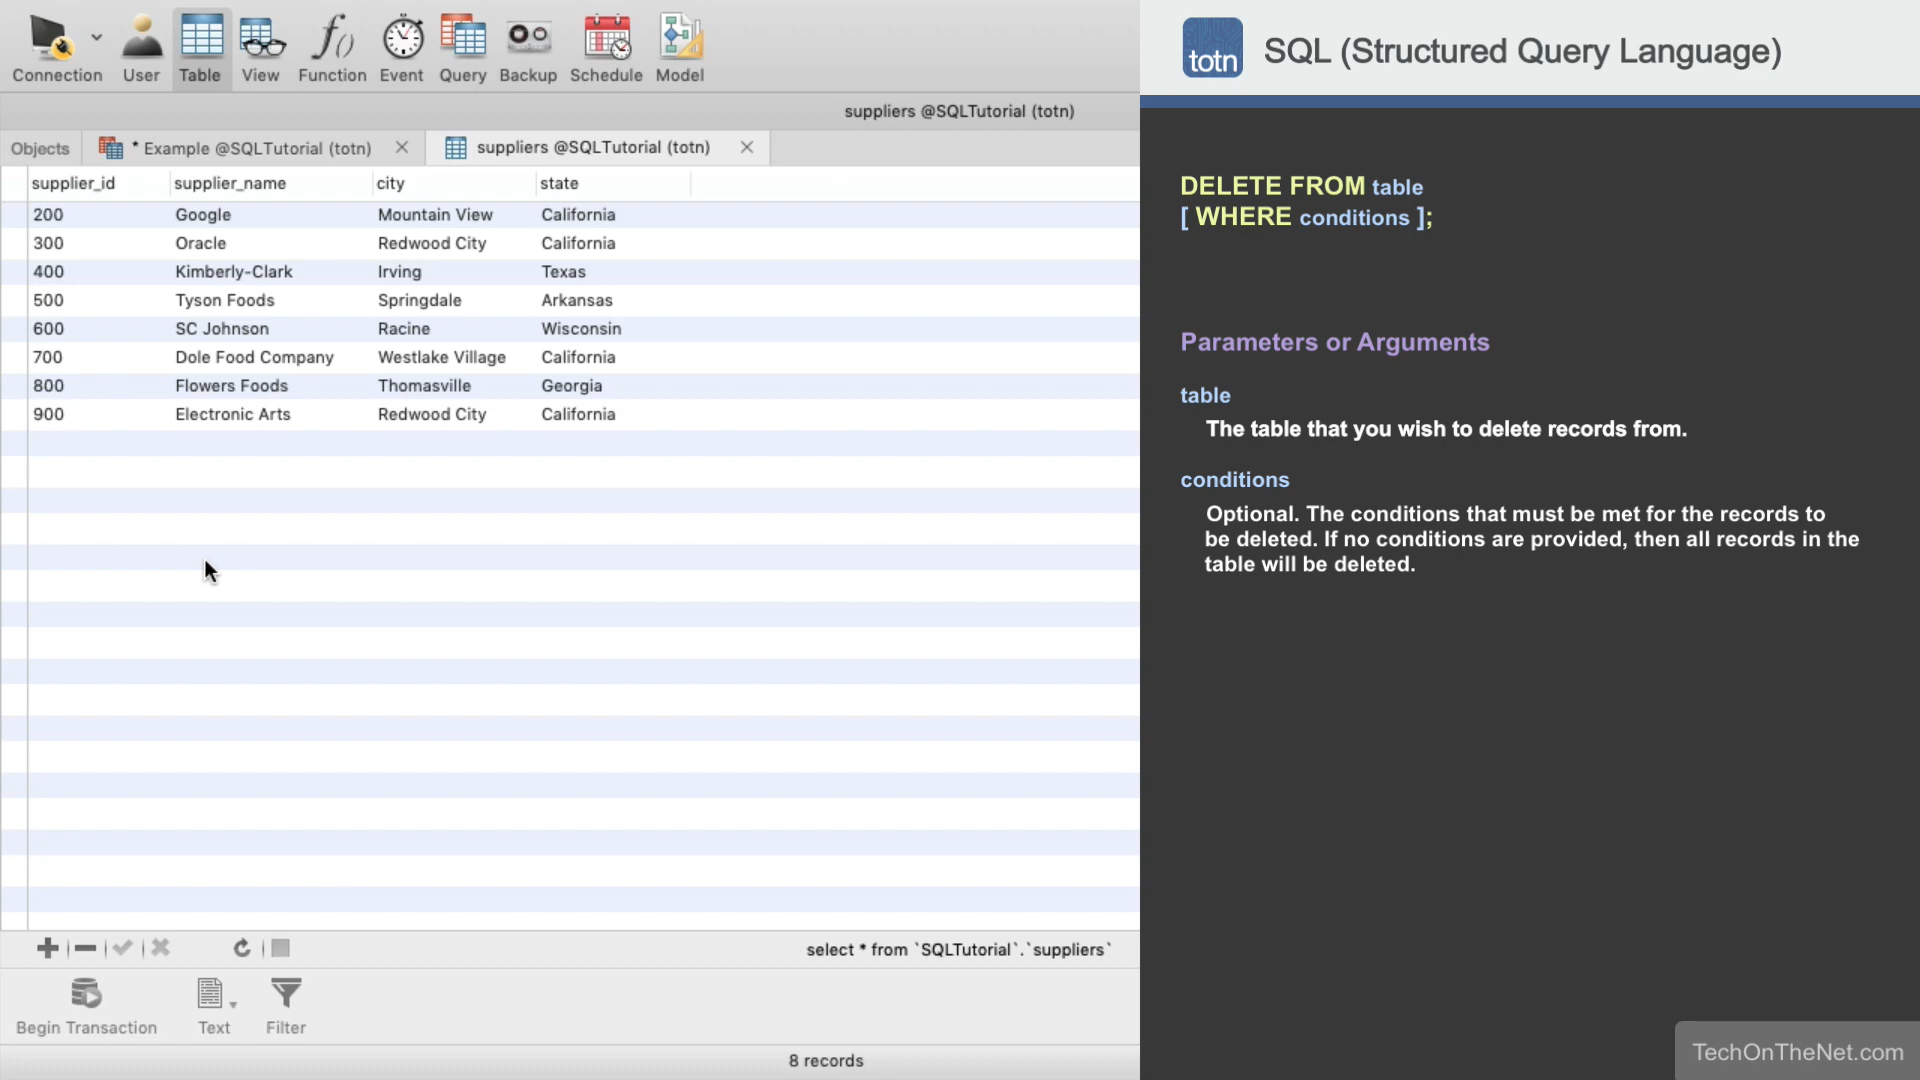 Connection User Table View Function Event Query Backup Schedule Model
suppliers @SQLTutorial (totn)
Objects * Example @SQLTutorial (totn) suppliers @SQLTutorial (totn)
supplier_id supplier_name city state
200 Google Mountain View California
300 Oracle Redwood City California
400 Kimberly-Clark Irving Texas
500 Tyson Foods Springdale Arkansas
600 SC Johnson Racine Wisconsin
700 Dole Food Company Westlake Village California
800 Flowers Foods Thomasville Georgia
900 Electronic Arts Redwood City California
select * from `SQLTutorial`.`suppliers`
Begin Transaction Text Filter
8 records
totn SQL (Structured Query Language)
DELETE FROM table
[ WHERE conditions ];
Parameters or Arguments
table
The table that you wish to delete records from.
conditions
Optional. The conditions that must be met for the records to
be deleted. If no conditions are provided, then all records in the
table will be deleted.
TechOnTheNet.com